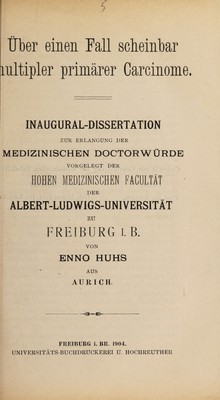 5
Über einen Fall scheinbar
multipler primärer Carcinome.
INAUGURAL-DISSERTATION
ZUR ERLANGUNG DER
MEDIZINISCHEN DOCTORWÜRDE
VORGELEGT DER
HOHEN MEDIZINISCHEN FACULTÄT
DER
ALBERT-LUDWIGS-UNIVERSITÄT
ZU
FREIBURG I. B.
VON
ENNO HUHS
AUS
AURICH.
FREIBURG i. BR. 1904.
UNIVERSITÄTS-BUCHDRUCKEREI U. HOCHREUTHER